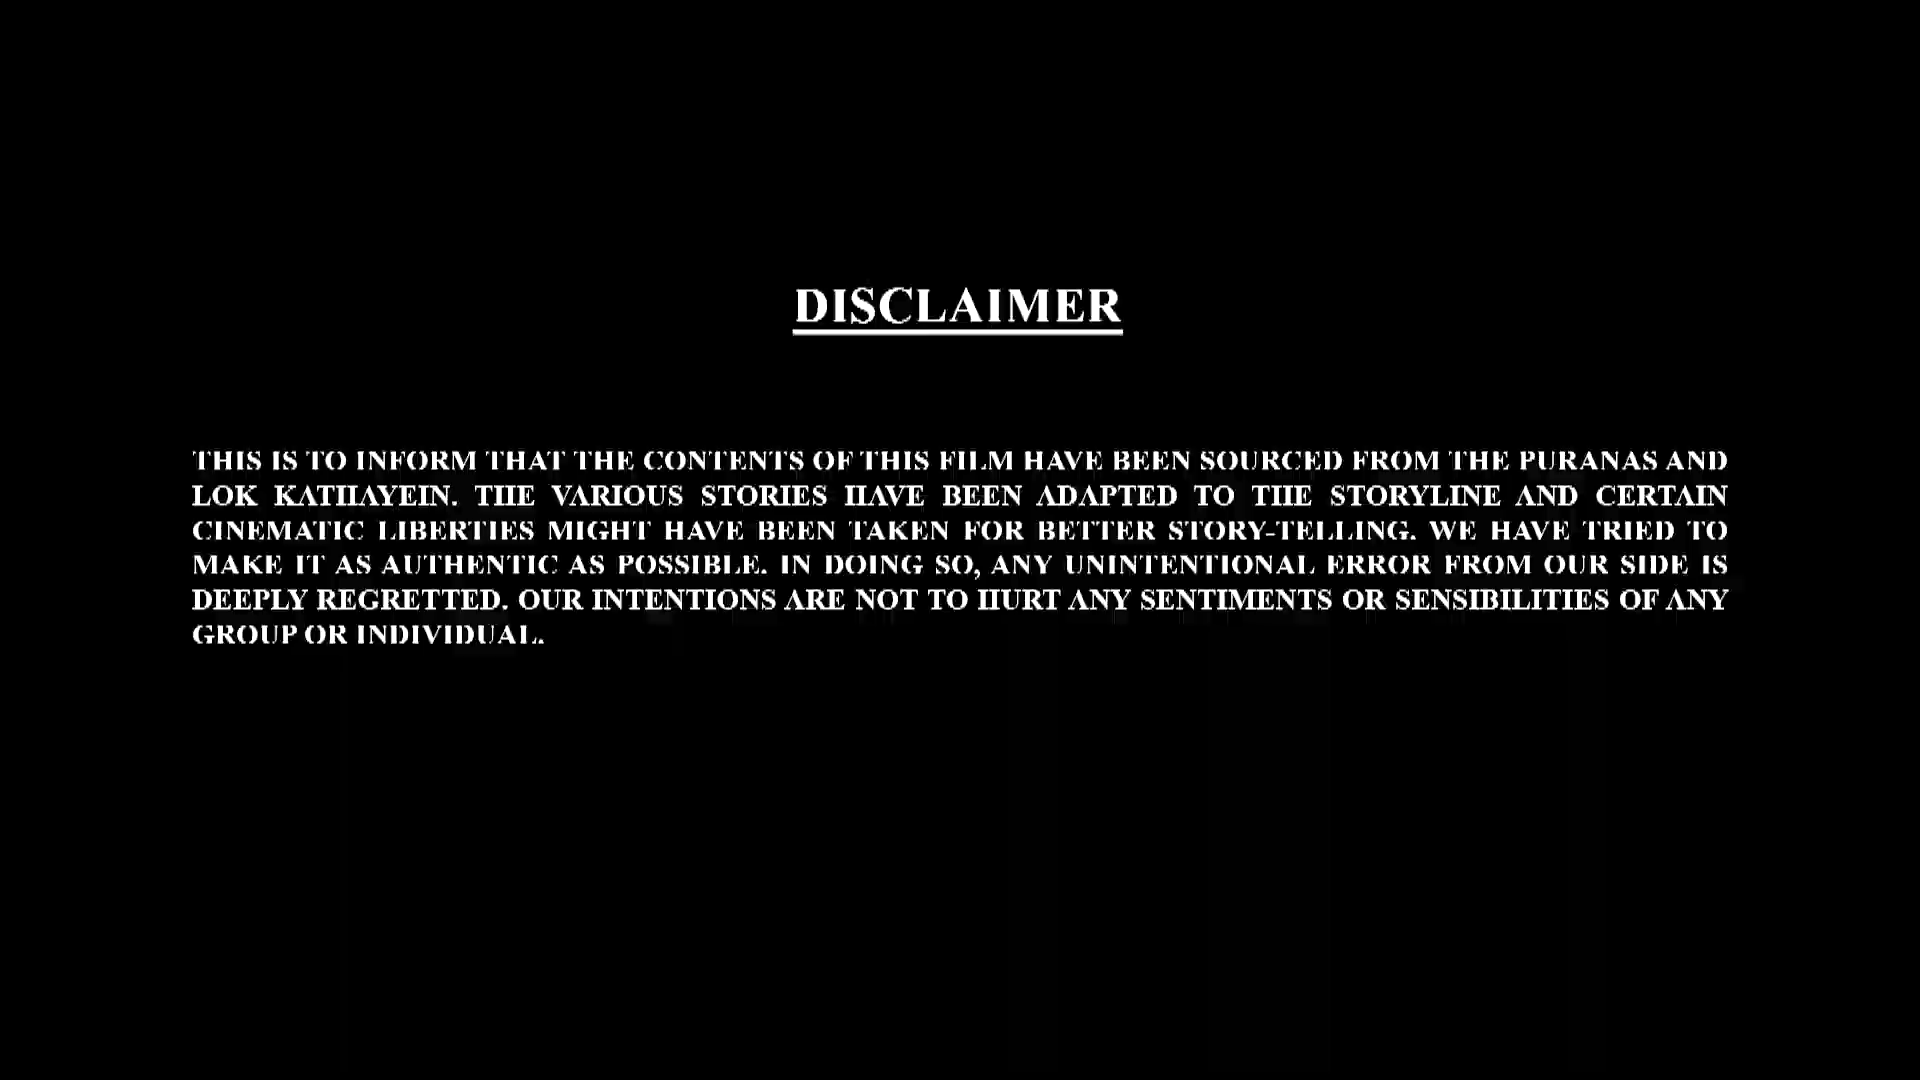 DISCLAIMER
THIS IS TO INFORM THAT THE CONTENTS OF THIS FILM HAVE BEEN SOURCED FROM THE PURANAS AND
LOK KATHAYEIN. THE VARIOUS STORIES HAVE BEEN ADAPTED TO THE STORYLINE AND CERTAIN
CINEMATIC LIBERTIES MIGHT HAVE BEEN TAKEN FOR BETTER STORY-TELLING. WE HAVE TRIED TO
MAKE IT AS AUTHENTIC AS POSSIBLE. IN DOING SO, ANY UNINTENTIONAL ERROR FROM OUR SIDE IS
DEEPLY REGRETTED. OUR INTENTIONS ARE NOT TO HURT ANY SENTIMENTS OR SENSIBILITIES OF ANY
GROUP OR INDIVIDUAL.